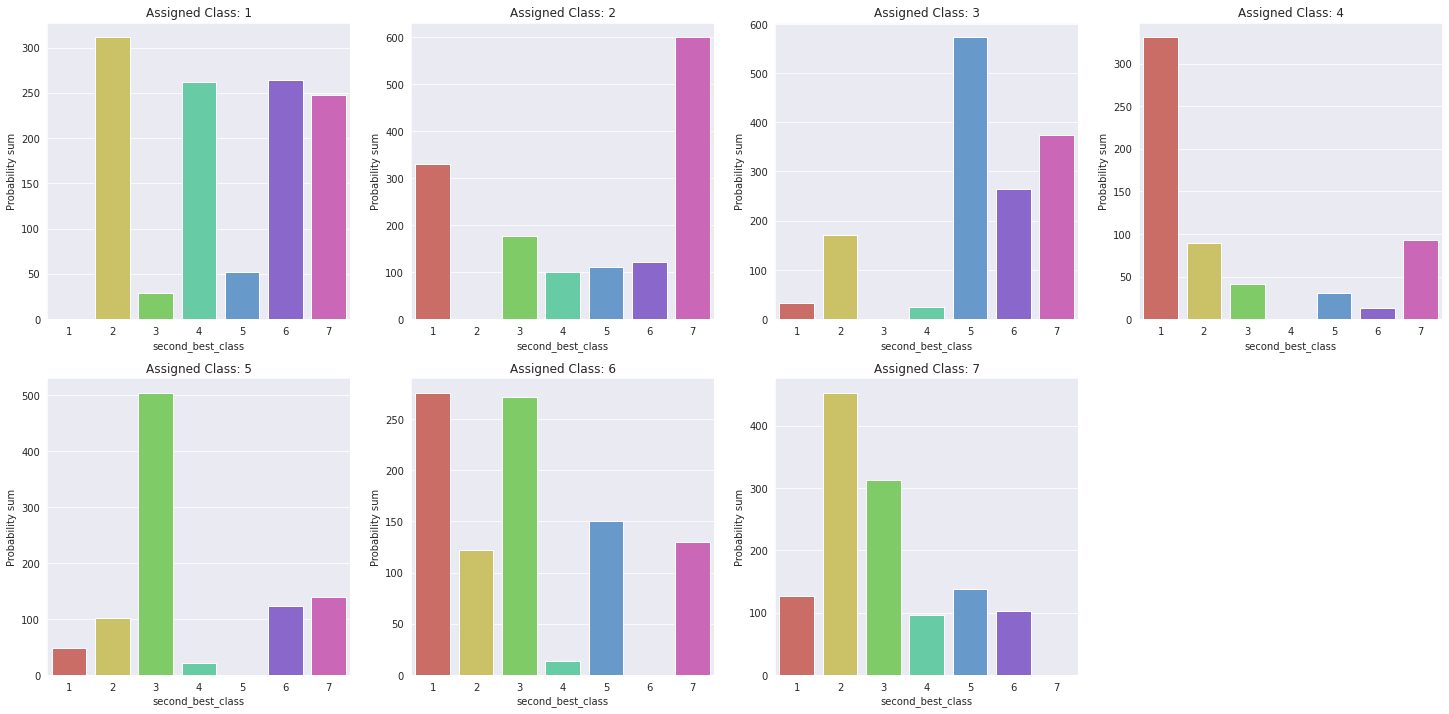 Assigned Class: 1
Probability sum
300
250
200
150
100
50
0
1 2 3 4 5 6 7
second_best_class
Assigned Class: 2
Probability sum
600
500
400
300
200
100
0
1 2 3 4 5 6 7
second_best_class
Assigned Class: 3
Probability sum
600
500
400
300
200
100
0
1 2 3 4 5 6 7
second_best_class
Assigned Class: 4
Probability sum
300
250
200
150
100
50
0
1 2 3 4 5 6 7
second_best_class
Assigned Class: 5
Probability sum
500
400
300
200
100
0
1 2 3 4 5 6 7
second_best_class
Assigned Class: 6
Probability sum
250
200
150
100
50
0
1 2 3 4 5 6 7
second_best_class
Assigned Class: 7
Probability sum
400
300
200
100
0
1 2 3 4 5 6 7
second_best_class